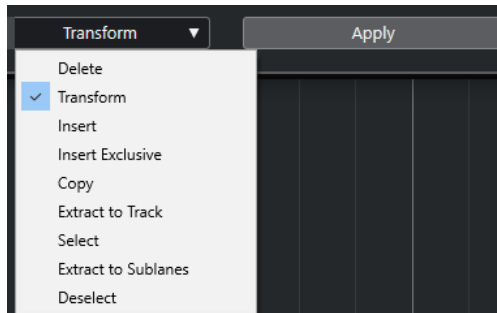 Transform
Apply
Delete
Transform
Insert
Insert Exclusive
Copy
Extract to Track
Select
Extract to Sublanes
Deselect